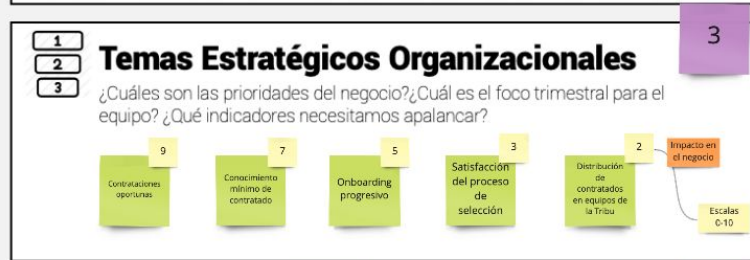 1
2
3
Temas Estratégicos Organizacionales
3
¿Cuáles son las prioridades del negocio?¿Cuál es el foco trimestral para el
equipo? ¿Qué indicadores necesitamos apalancar?
9
Contrataciones
oportunas
7
Conocimiento
mínimo de
contratado
5
Onboarding
progresivo
3
Satisfacción
del proceso
de
selección
2
Distribución
de
contratados
en equipos de
la Tribu
Impacto en
el negocio
Escalas
0-10